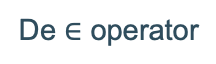 De ∈ operator